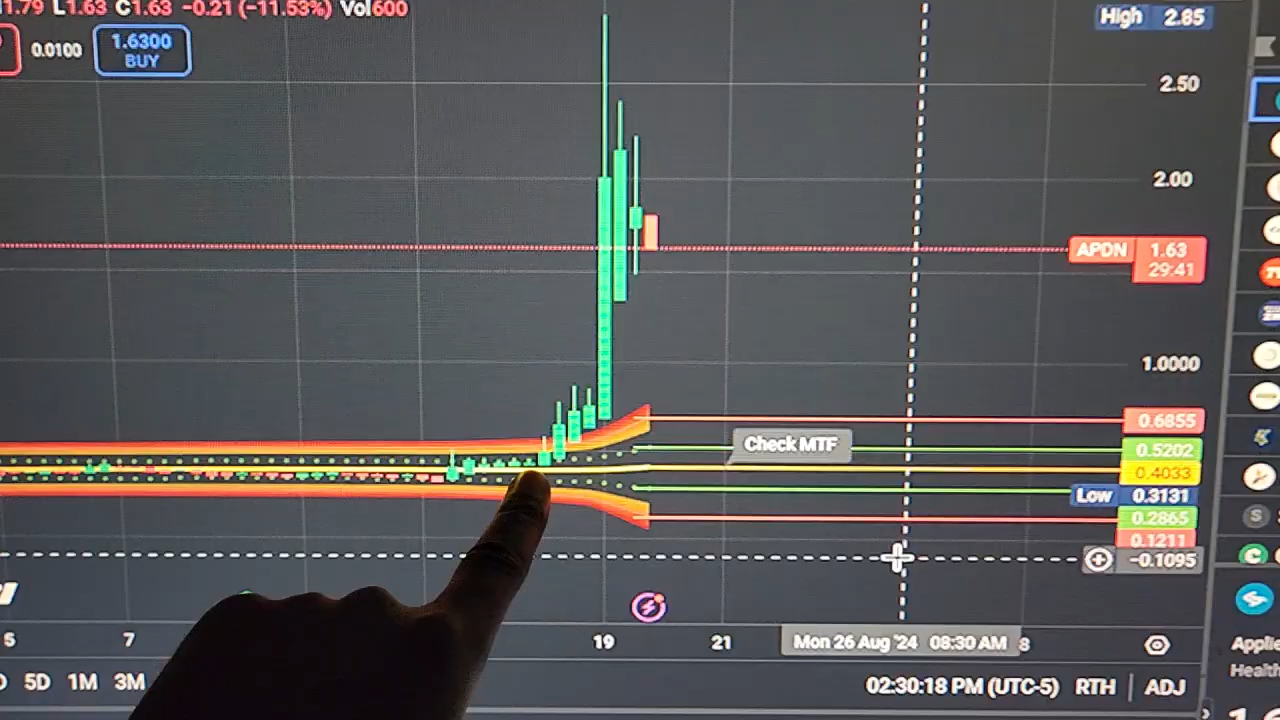 1.79 L1.63 C1.63 −0.21 (−11.53%) Vol600
High 2.85
0.0100
1.6300
BUY
2.50
2.00
APDN 1.63
29:41
1.0000
0.6855
Check MTF
0.5202
0.4033
Low 0.3131
0.2865
0.1211
−0.1095
5 7 19 21 Mon 26 Aug '24 08:30 AM 8
5D 1M 3M 02:30:18 PM (UTC-5) RTH ADJ
Applie
Health